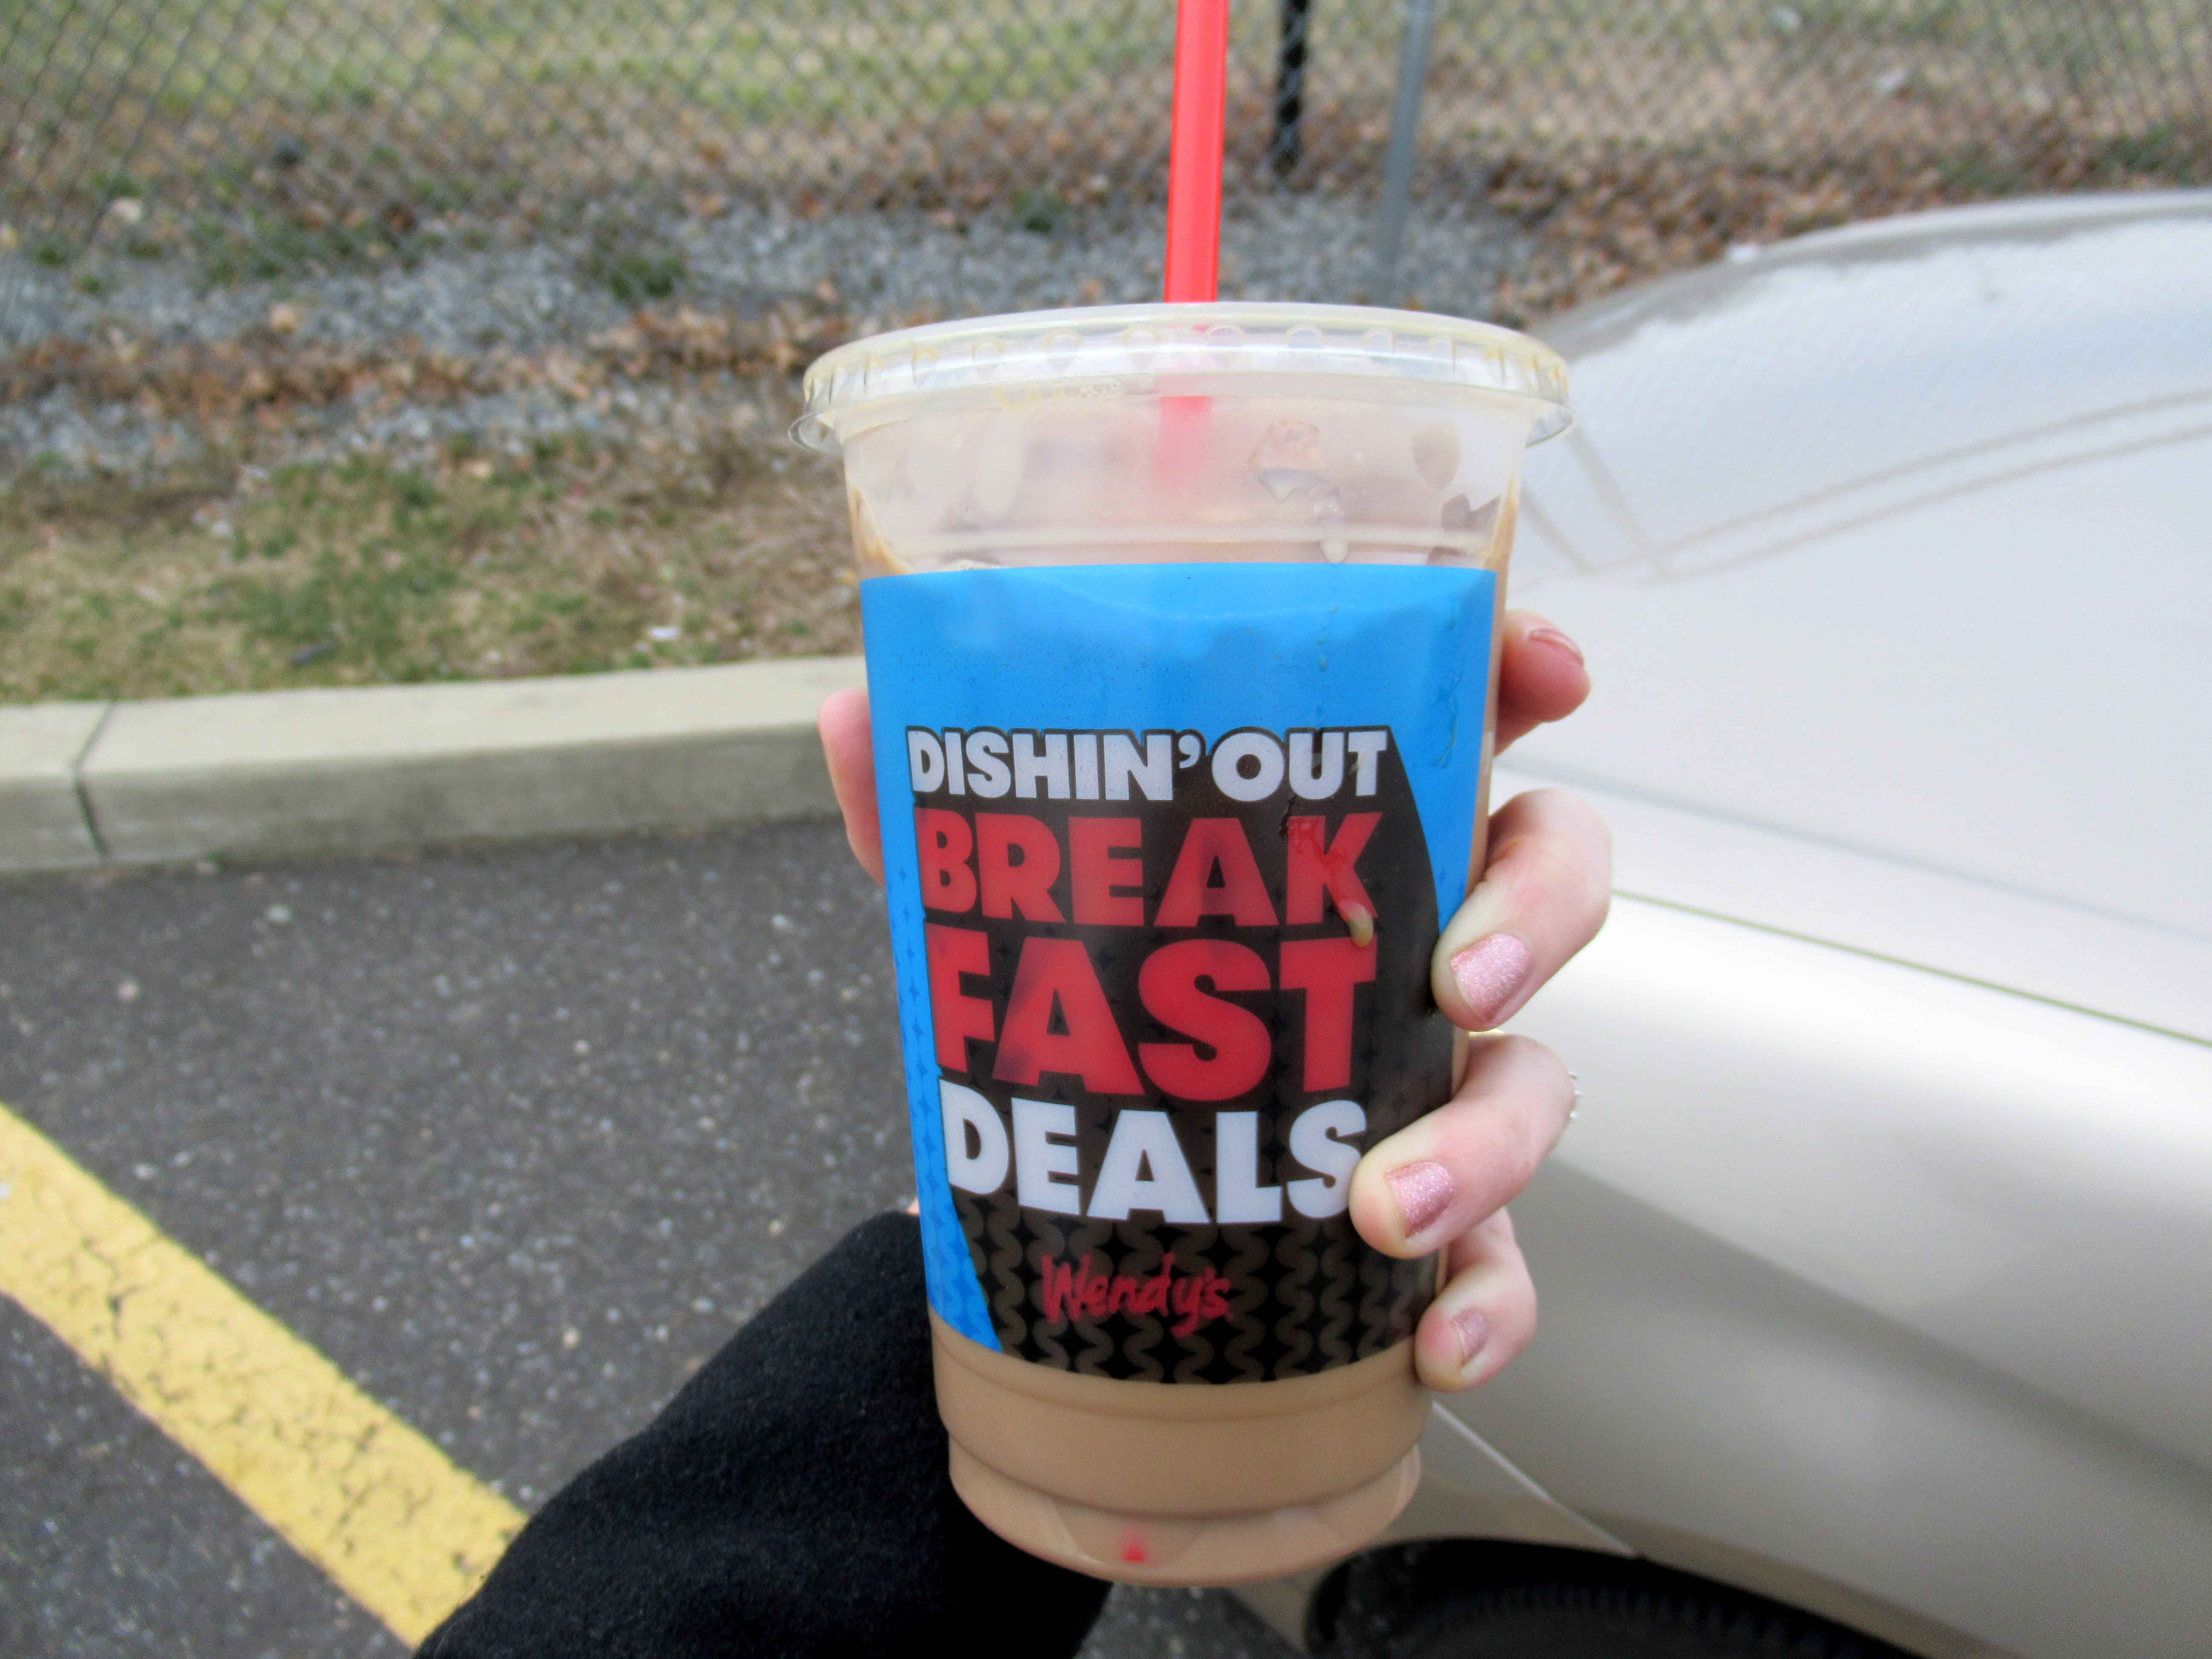 DISHIN' OUT
BREAK
FAST
DEALS
Wendy's